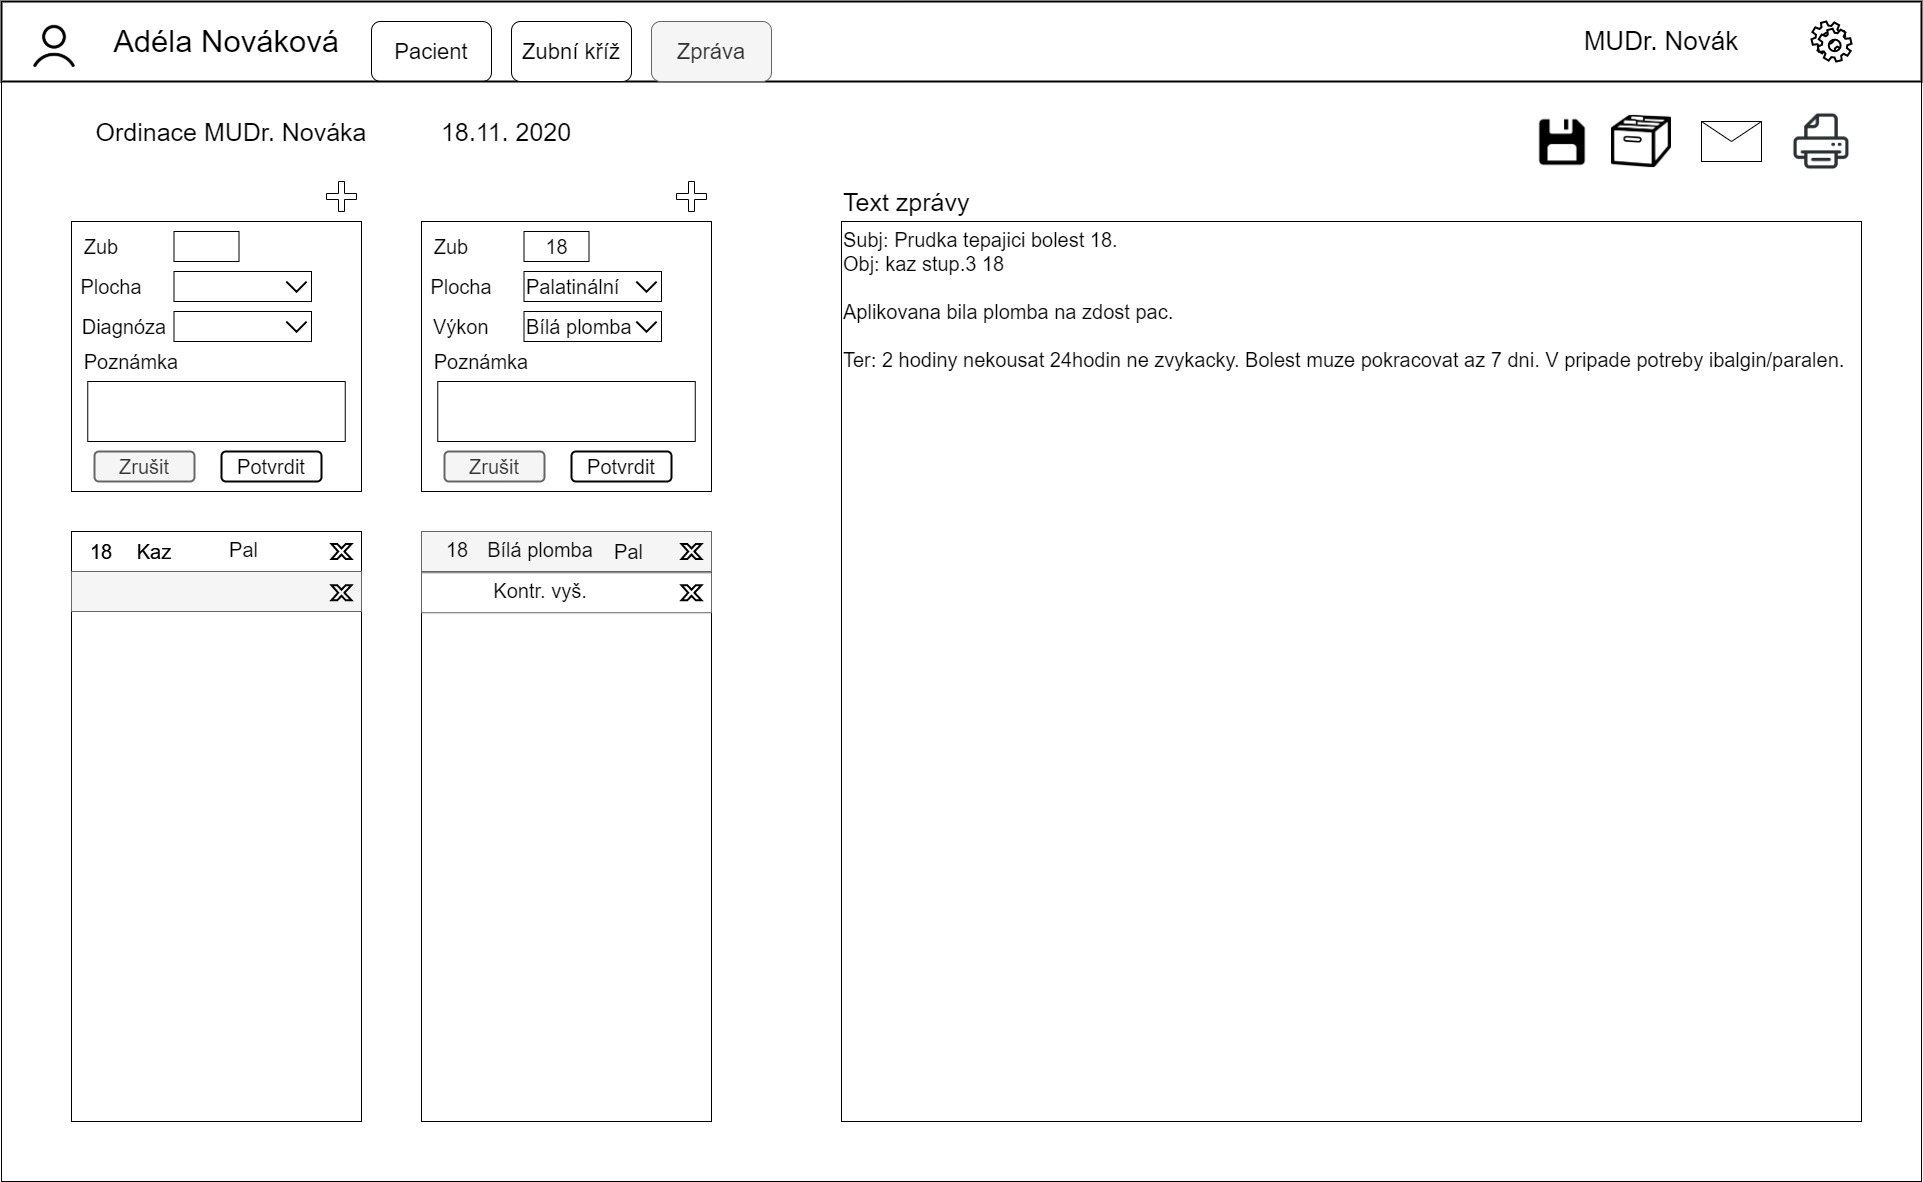 Adéla Nováková
Pacient
Zubní kříž
Zpráva
MUDr. Novák
Ordinace MUDr. Nováka
18.11. 2020
Zub
Plocha
Diagnóza
Poznámka
Zrušit
Potvrdit
Zub 18
Plocha Palatinální
Výkon Bílá plomba
Poznámka
Zrušit
Potvrdit
18 Kaz Pal
18 Bílá plomba Pal
Kontr. vyš.
Text zprávy
Subj: Prudka tepajici bolest 18.
Obj: kaz stup.3 18
Aplikovana bila plomba na zdost pac.
Ter: 2 hodiny nekousat 24hodin ne zvykacky. Bolest muze pokracovat az 7 dni. V pripade potreby ibalgin/paralen.